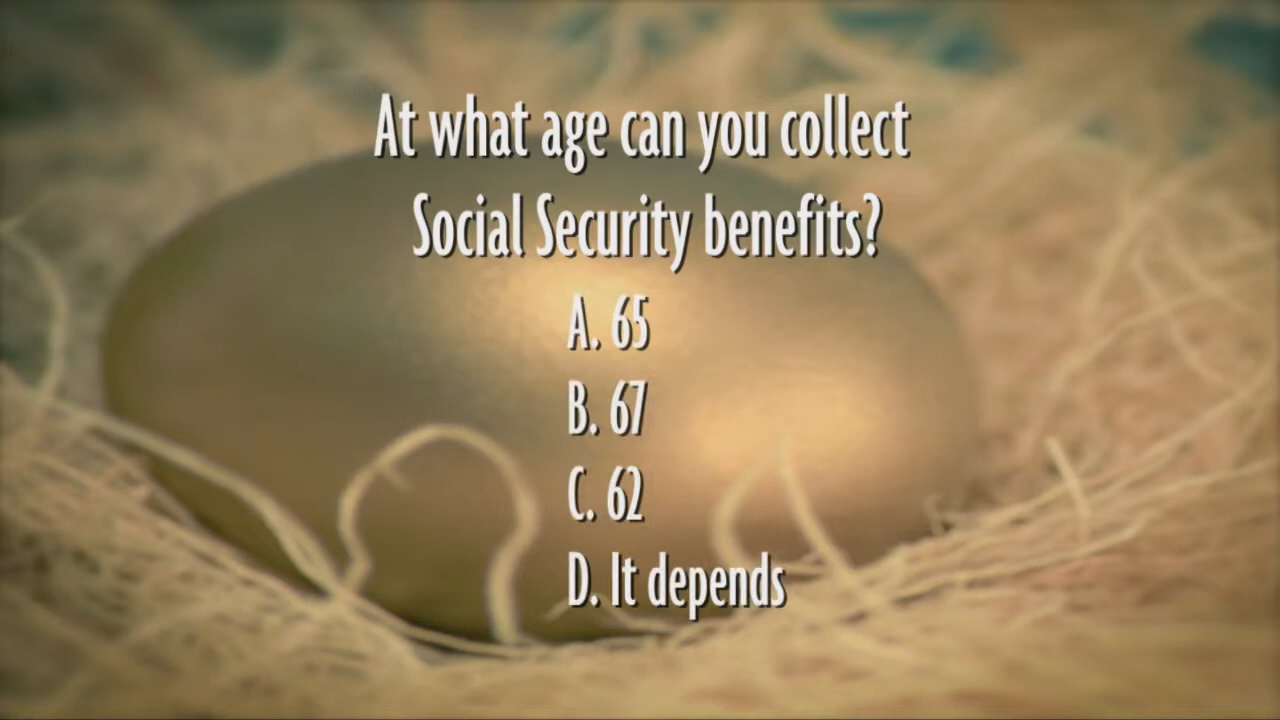 At what age can you collect
Social Security benefits?
A. 65
B. 67
C. 62
D. It depends